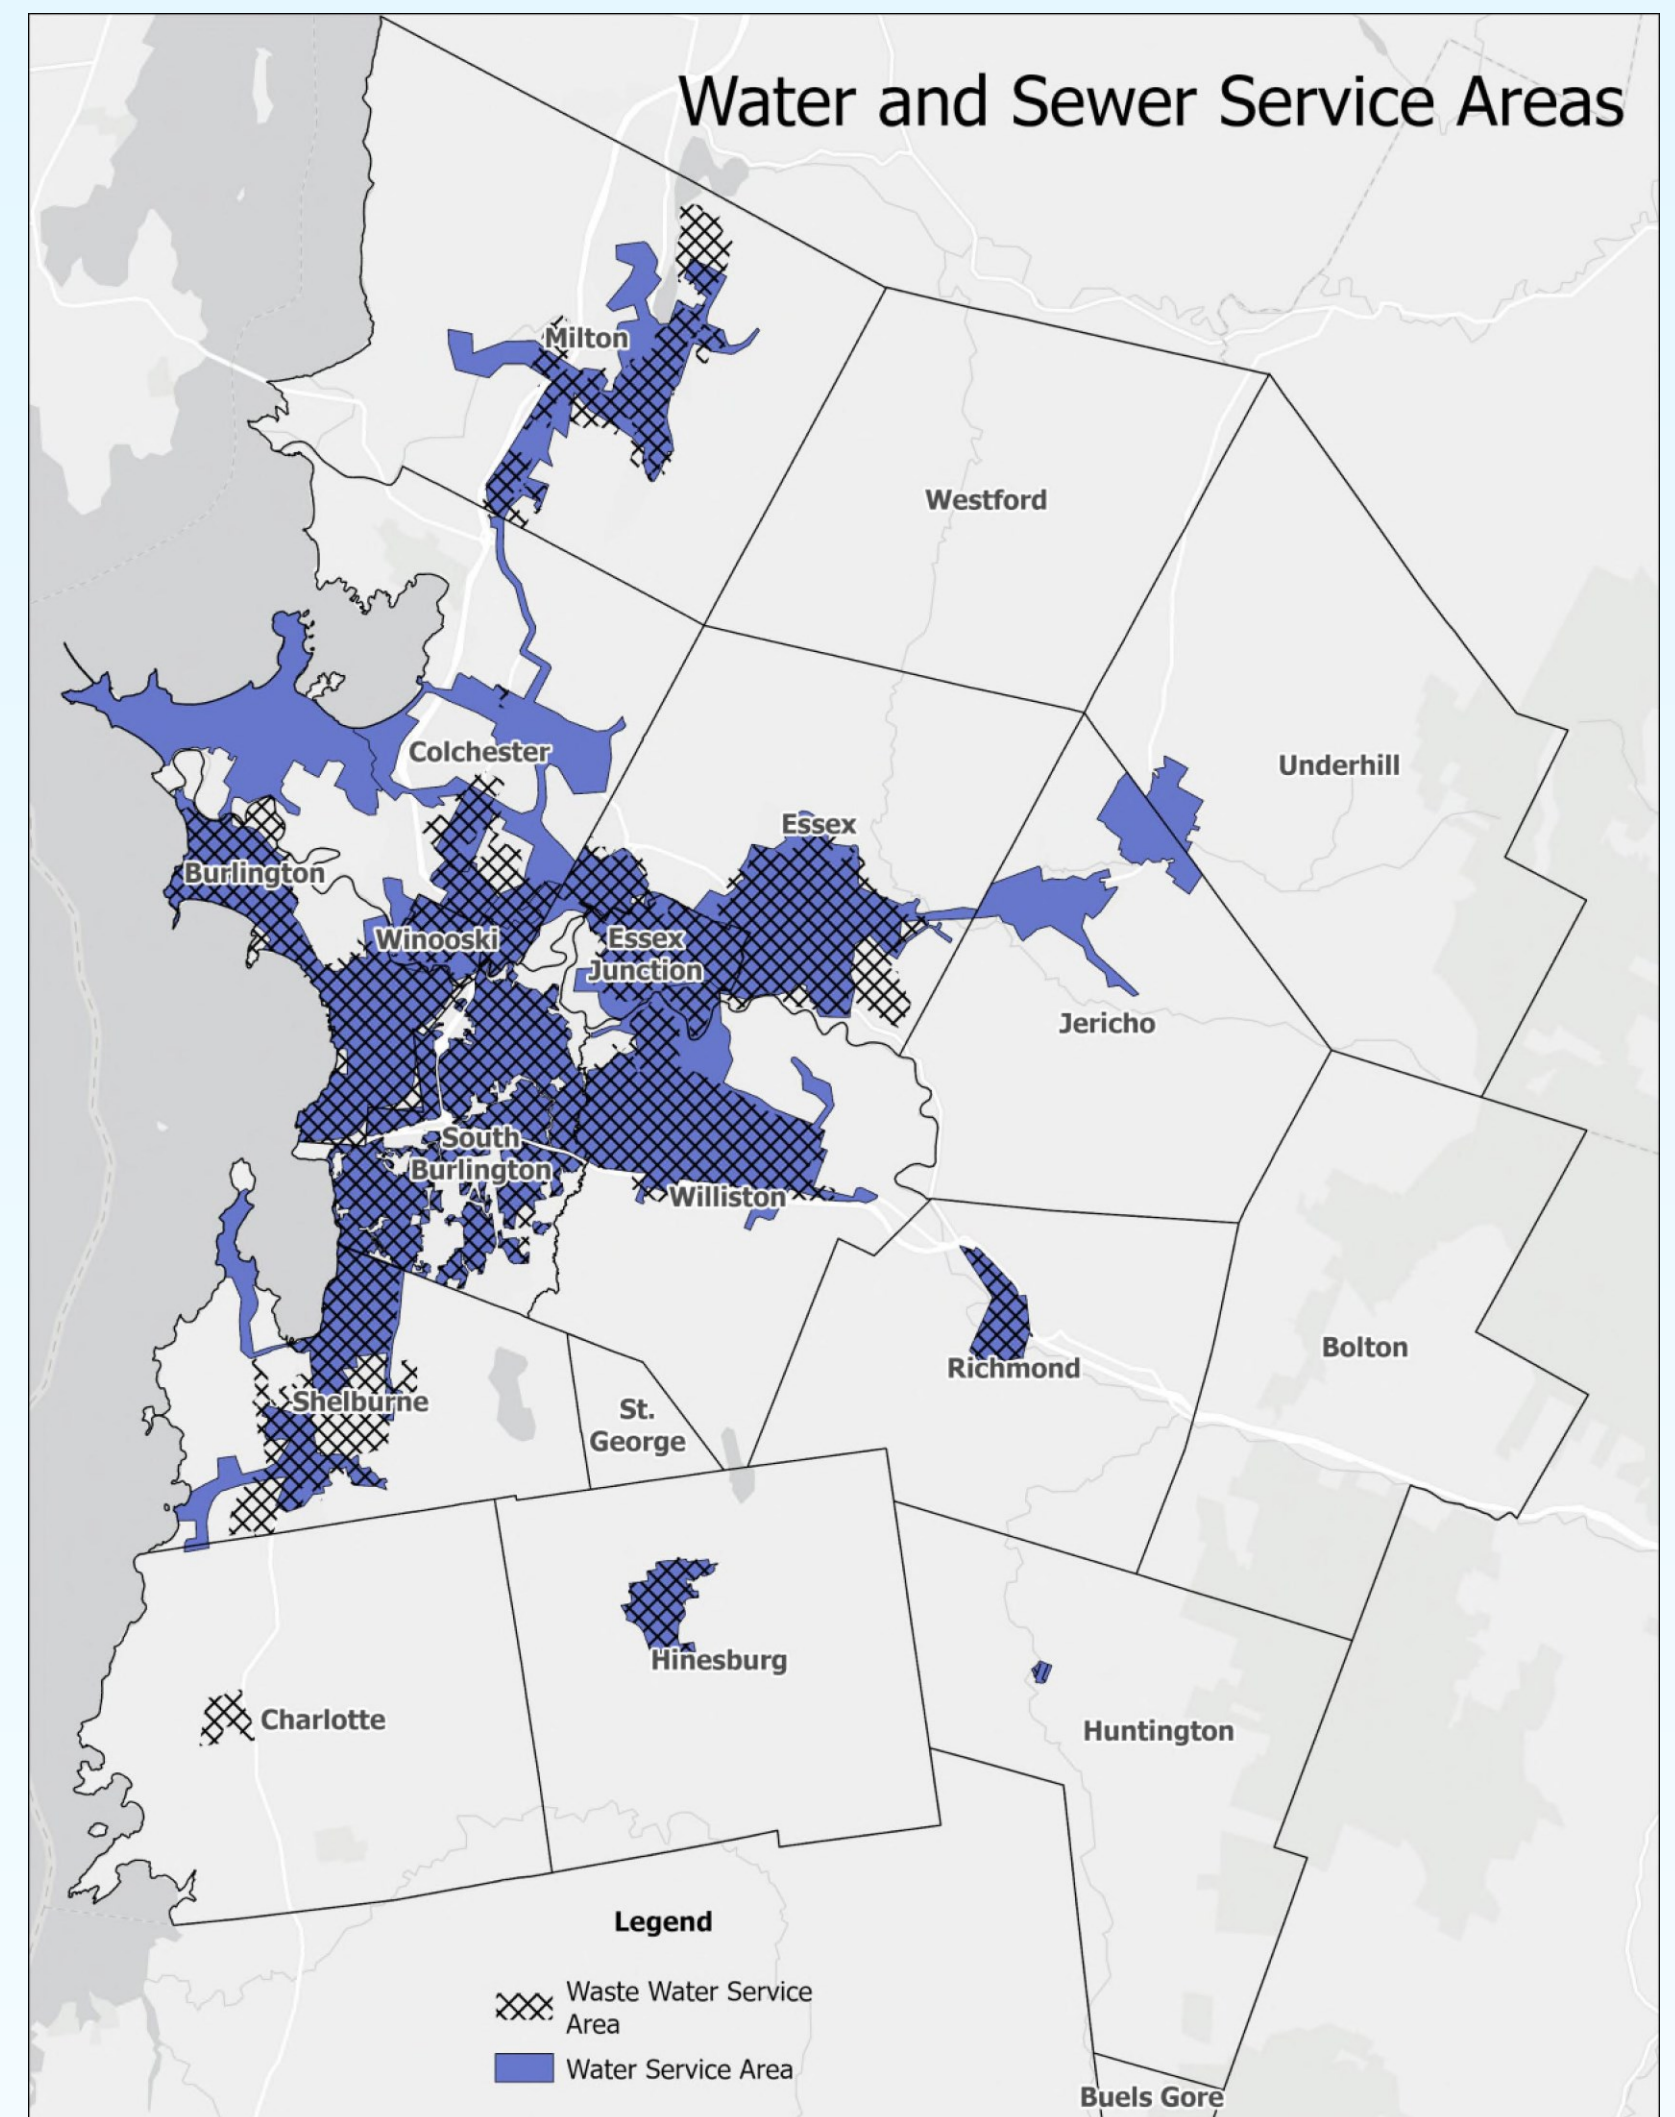 Water and Sewer Service Areas
Milton
Westford
Colchester
Underhill
Essex
Burlington
Winooski
Essex
Junction
Jericho
South
Burlington
Williston
Bolton
Richmond
Shelburne
St.
George
Hinesburg
Charlotte
Huntington
Legend
Waste Water Service
Area
Water Service Area
Buels Gore